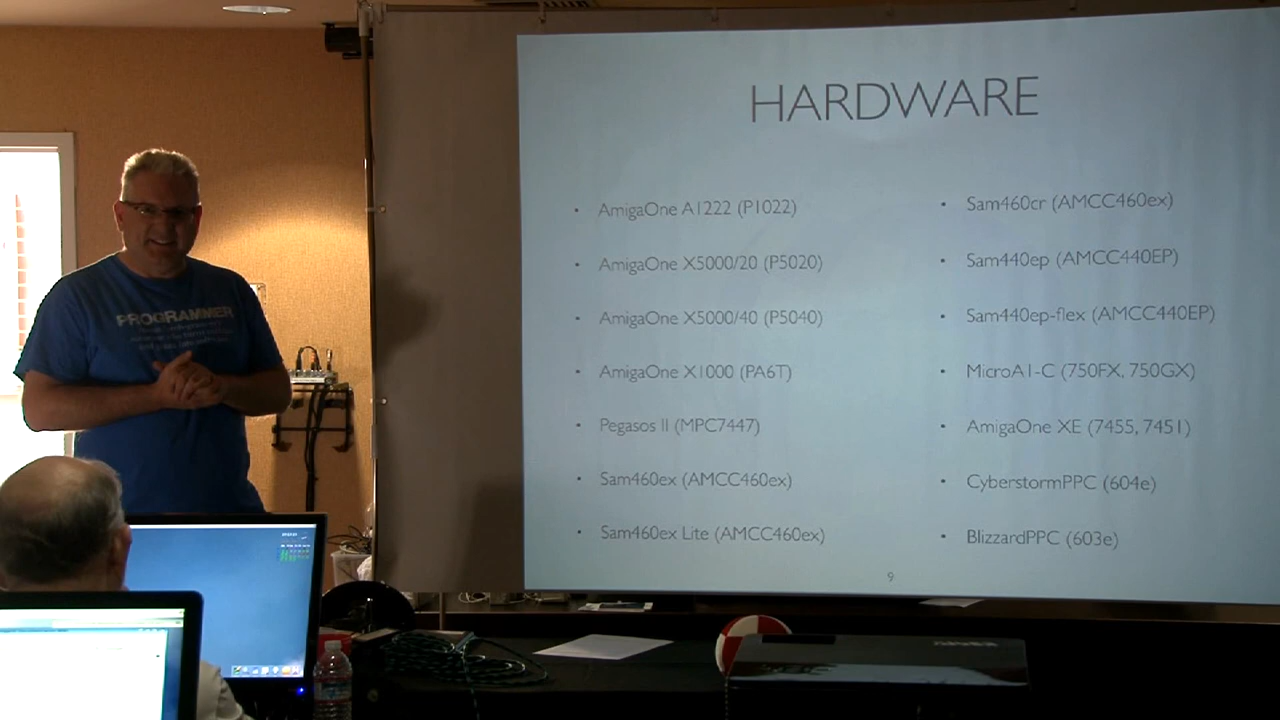 HARDWARE
• AmigaOne A1222 (P1022)
• AmigaOne X5000/20 (P5020)
• AmigaOne X5000/40 (P5040)
• AmigaOne X1000 (PA6T)
• Pegasos II (MPC7447)
• Sam460ex (AMCC460ex)
• Sam460ex Lite (AMCC460ex)
• Sam460cr (AMCC460ex)
• Sam440ep (AMCC440EP)
• Sam440ep-flex (AMCC440EP)
• MicroA1-C (750FX, 750GX)
• AmigaOne XE (7455, 7451)
• CyberstormPPC (604e)
• BlizzardPPC (603e)
9
PROGRAMMER